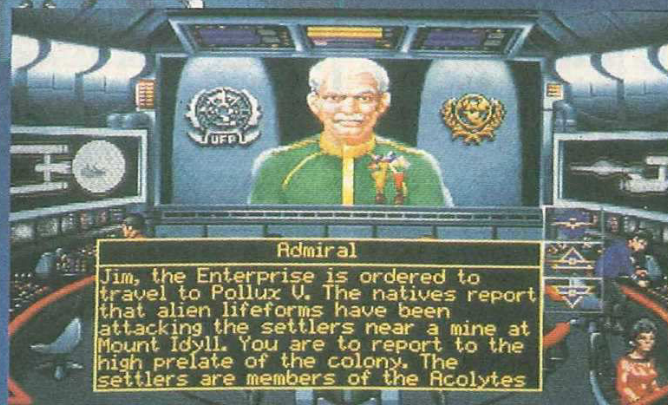 UFP
Admiral
Jim, the Enterprise is ordered to
travel to Pollux V. The natives report
that alien lifeforms have been
attacking the settlers near a mine at
Mount Idyll. You are to report to the
high prelate of the colony. The
settlers are members of the Acolytes